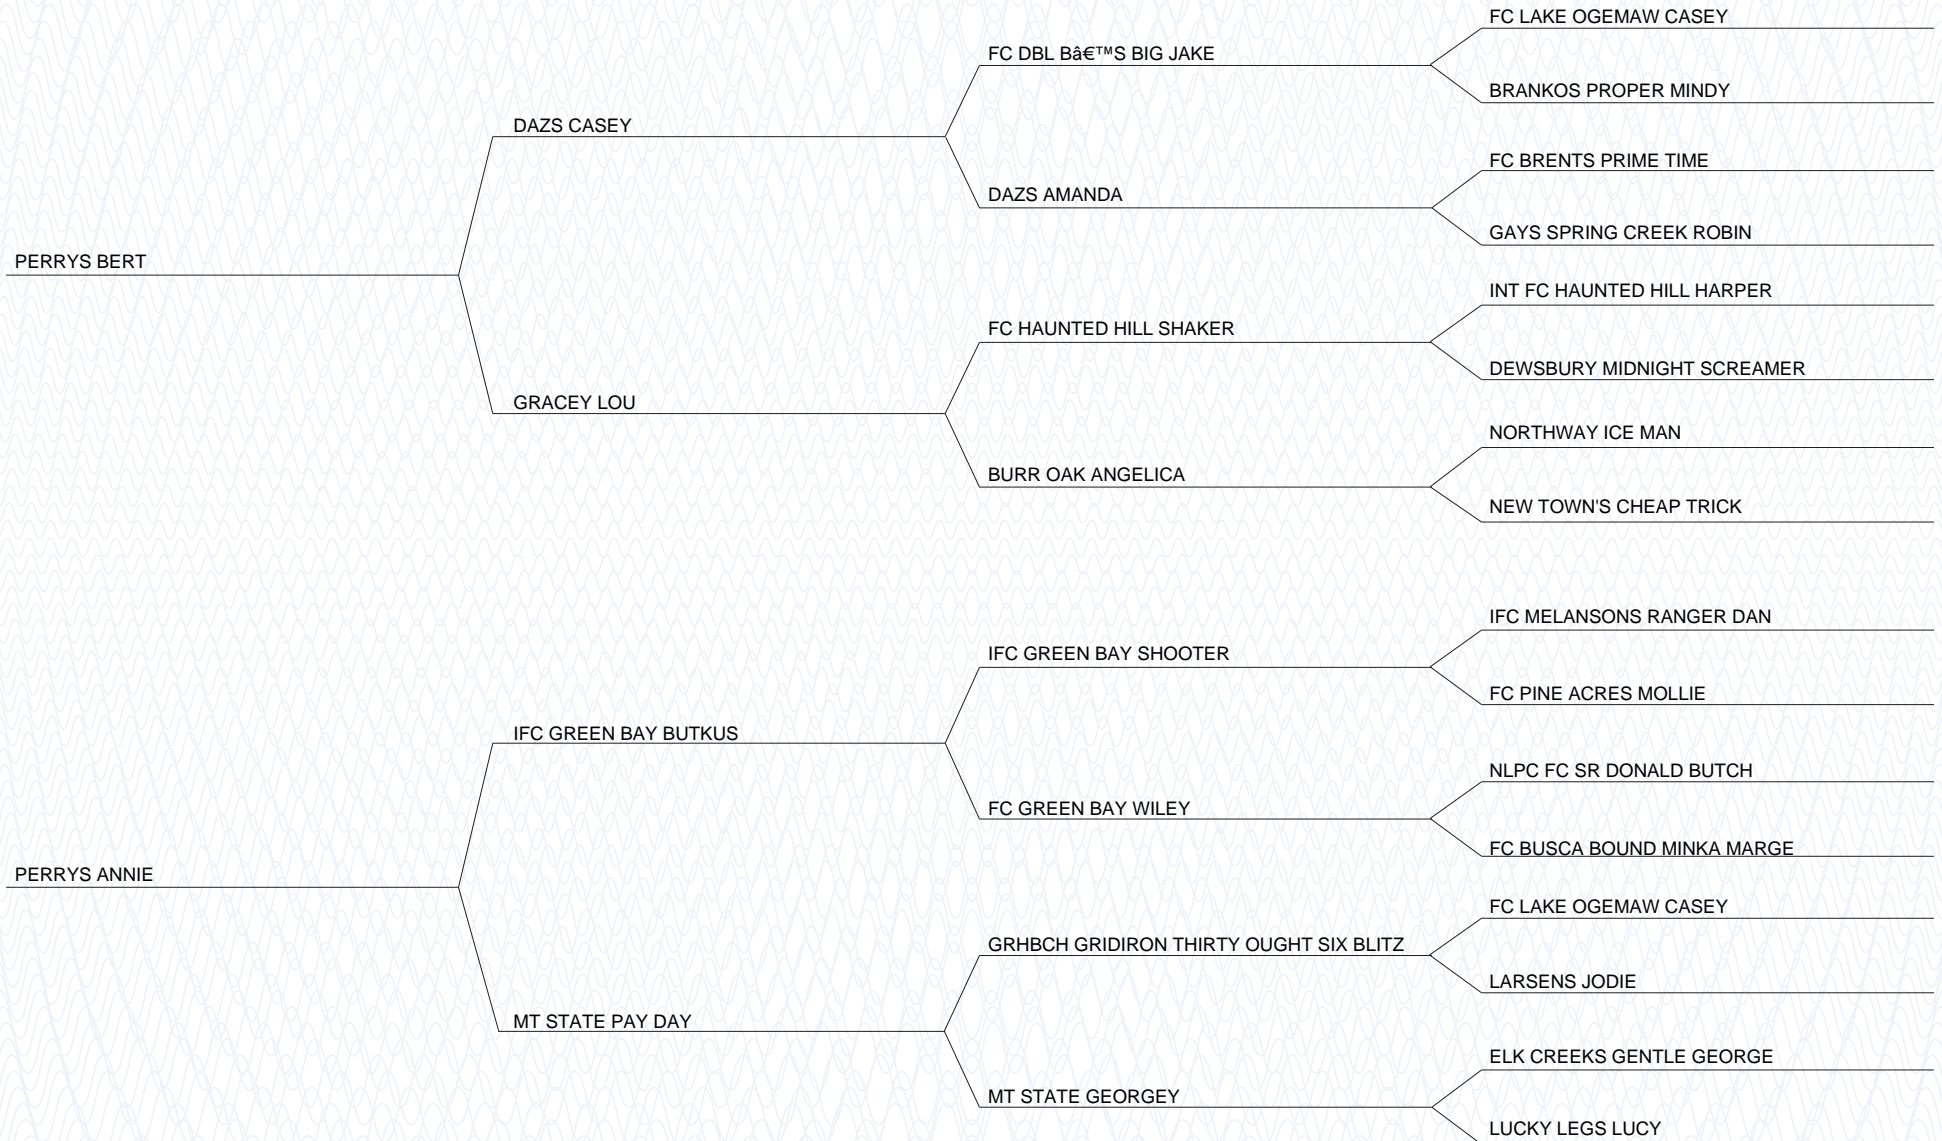 FC LAKE OGEMAW CASEY
FC DBL Bâ€™S BIG JAKE
BRANKOS PROPER MINDY
DAZS CASEY
FC BRENTS PRIME TIME
DAZS AMANDA
GAYS SPRING CREEK ROBIN
PERRYS BERT
INT FC HAUNTED HILL HARPER
FC HAUNTED HILL SHAKER
DEWSBURY MIDNIGHT SCREAMER
GRACEY LOU
NORTHWAY ICE MAN
BURR OAK ANGELICA
NEW TOWN'S CHEAP TRICK
IFC MELANSONS RANGER DAN
IFC GREEN BAY SHOOTER
FC PINE ACRES MOLLIE
IFC GREEN BAY BUTKUS
NLPC FC SR DONALD BUTCH
FC GREEN BAY WILEY
FC BUSCA BOUND MINKA MARGE
PERRYS ANNIE
FC LAKE OGEMAW CASEY
GRHBCH GRIDIRON THIRTY OUGHT SIX BLITZ
LARSENS JODIE
MT STATE PAY DAY
ELK CREEKS GENTLE GEORGE
MT STATE GEORGEY
LUCKY LEGS LUCY